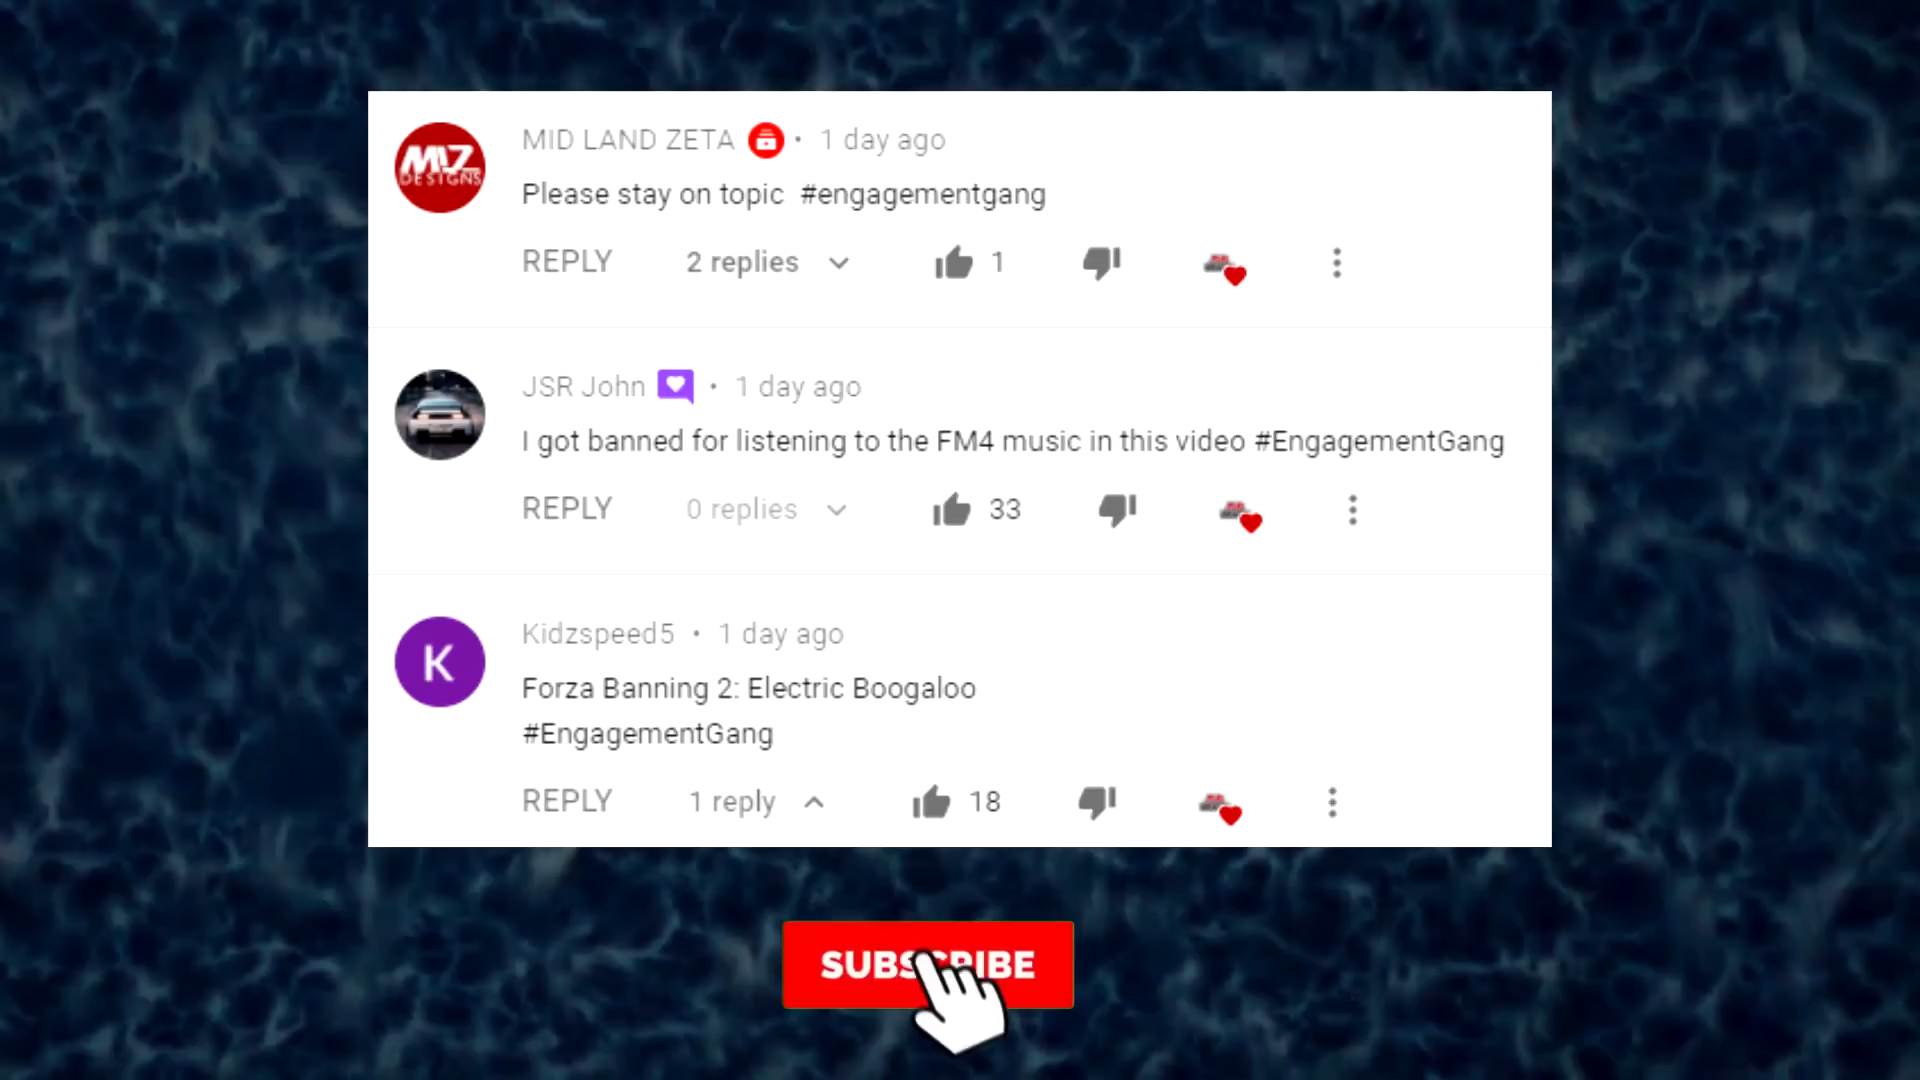 MID LAND ZETA • 1 day ago
MLZ DESIGNS
Please stay on topic #engagementgang
REPLY 2 replies 1
JSR John • 1 day ago
I got banned for listening to the FM4 music in this video #EngagementGang
REPLY 0 replies 33
Kidzspeed5 • 1 day ago
K
Forza Banning 2: Electric Boogaloo
#EngagementGang
REPLY 1 reply 18
SUBSCRIBE